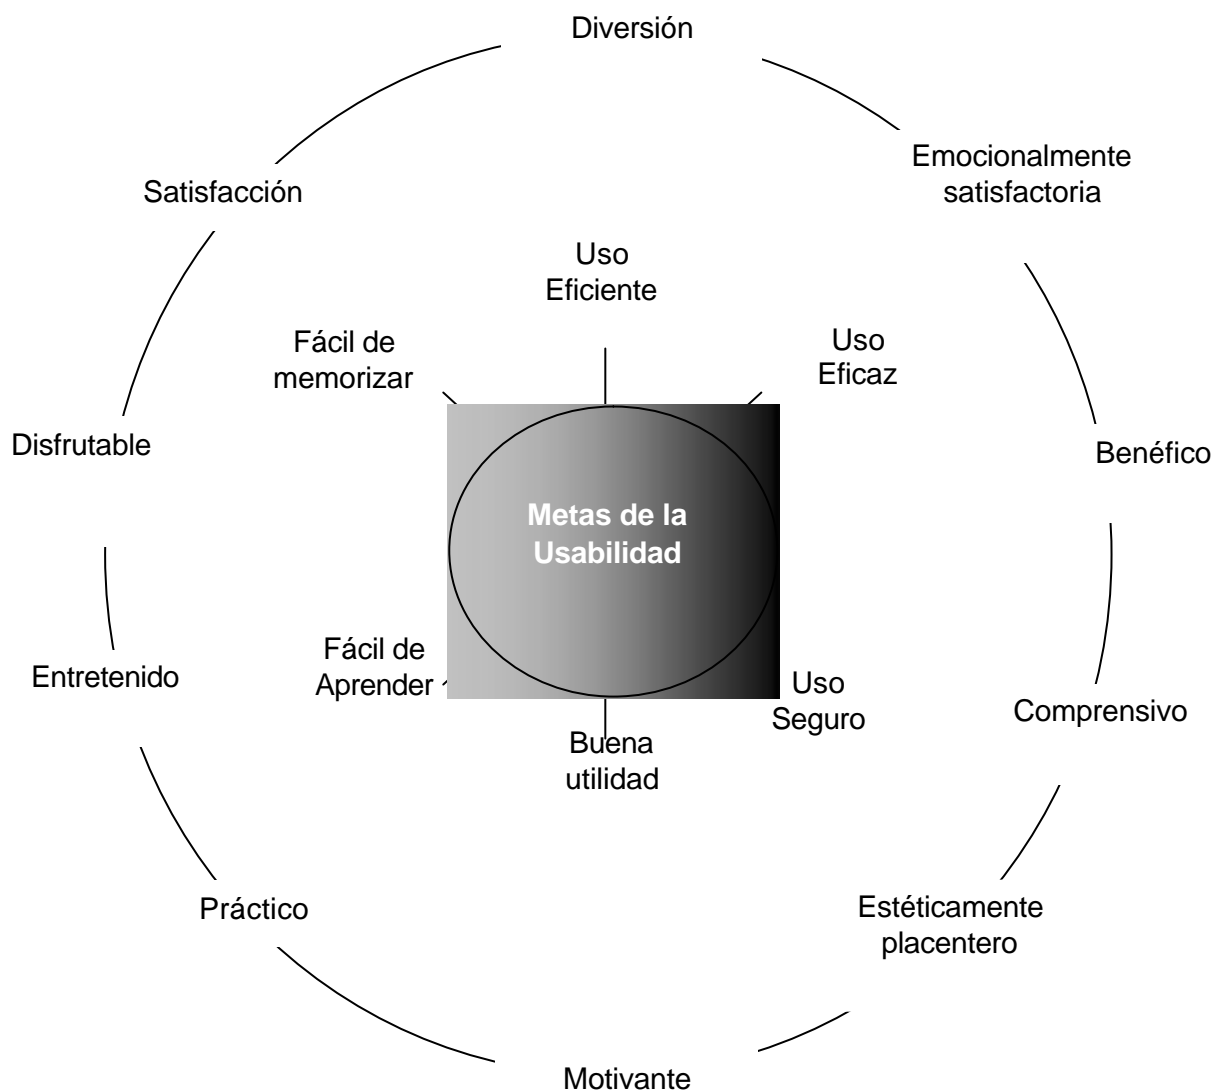 Diversión
Emocionalmente
satisfactoria
Satisfacción
Uso
Eficiente
Fácil de
memorizar
Uso
Eficaz
Disfrutable
Benéfico
Metas de la
Usabilidad
Fácil de
Aprender
Entretenido
Uso
Seguro
Comprensivo
Buena
utilidad
Práctico
Estéticamente
placentero
Motivante